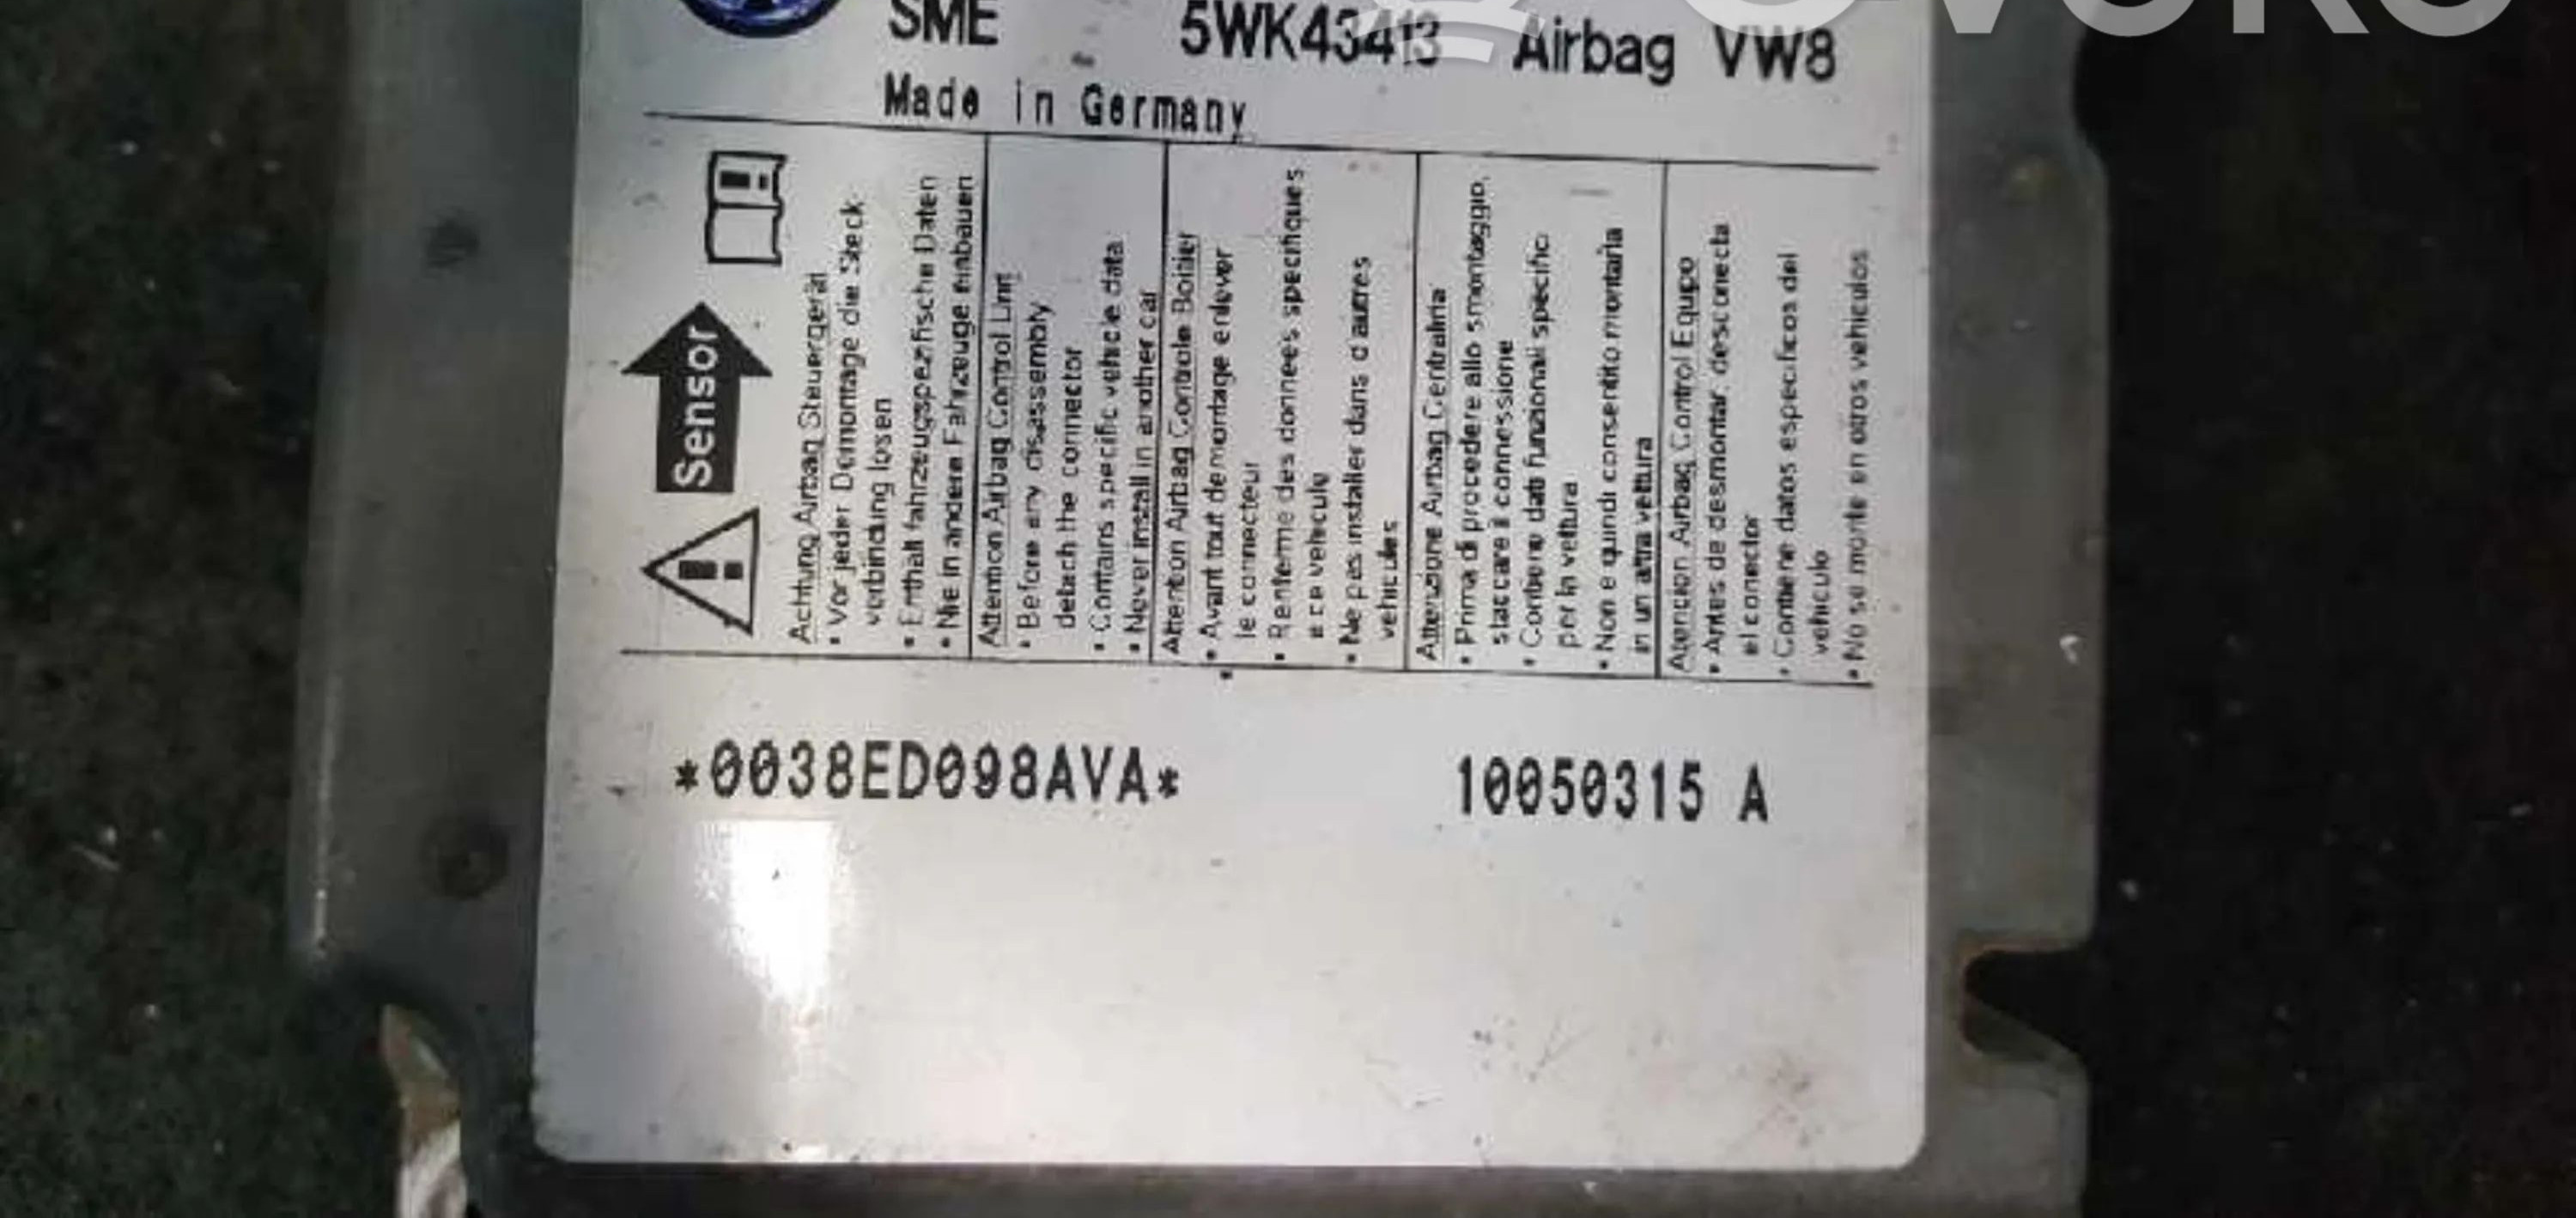 SME 5WK43413 Airbag VW8
Made in Germany
Sensor
Achtung Airbag Steuergerät
• Vor jeder Demontage die Steck-
verbindung lösen
• Enthält fahrzeugspezifische Daten
• Nie in andere Fahrzeuge einbauen
Attention Airbag Control Unit
• Before any disassembly
detach the connector
• Contains specific vehicle data
• Never install in another car
Attention Airbag Controle Boitier
• Avant tout demontage enlever
le connecteur
• Renferme des donnees specifiques
a ce vehicule
• Ne pas installer dans d'autres
vehicules
Attenzione Airbag Centralina
• Prima di procedere allo smontaggio,
staccare il connessione
• Contiene dati funzionali specifici
per la vettura
• Non e quindi consentito montarla
in un altra vettura
Atencion Airbag Control Equipo
• Antes de desmontar, desconecta
el conector
• Contiene datos especificos del
vehiculo
• No se monte en otros vehiculos
*0038ED098AVA* 10050315 A